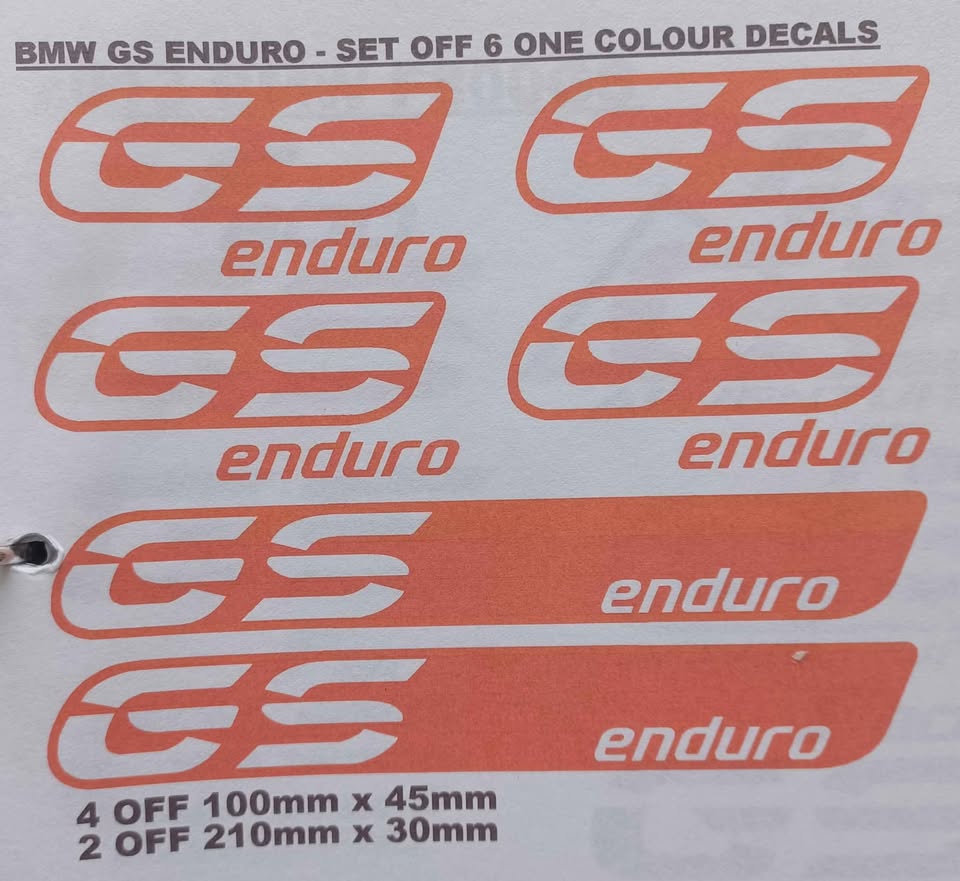 BMW GS ENDURO - SET OFF 6 ONE COLOUR DECALS
GS GS
enduro enduro
GS GS
enduro enduro
GS enduro
GS enduro
4 OFF 100mm x 45mm
2 OFF 210mm x 30mm